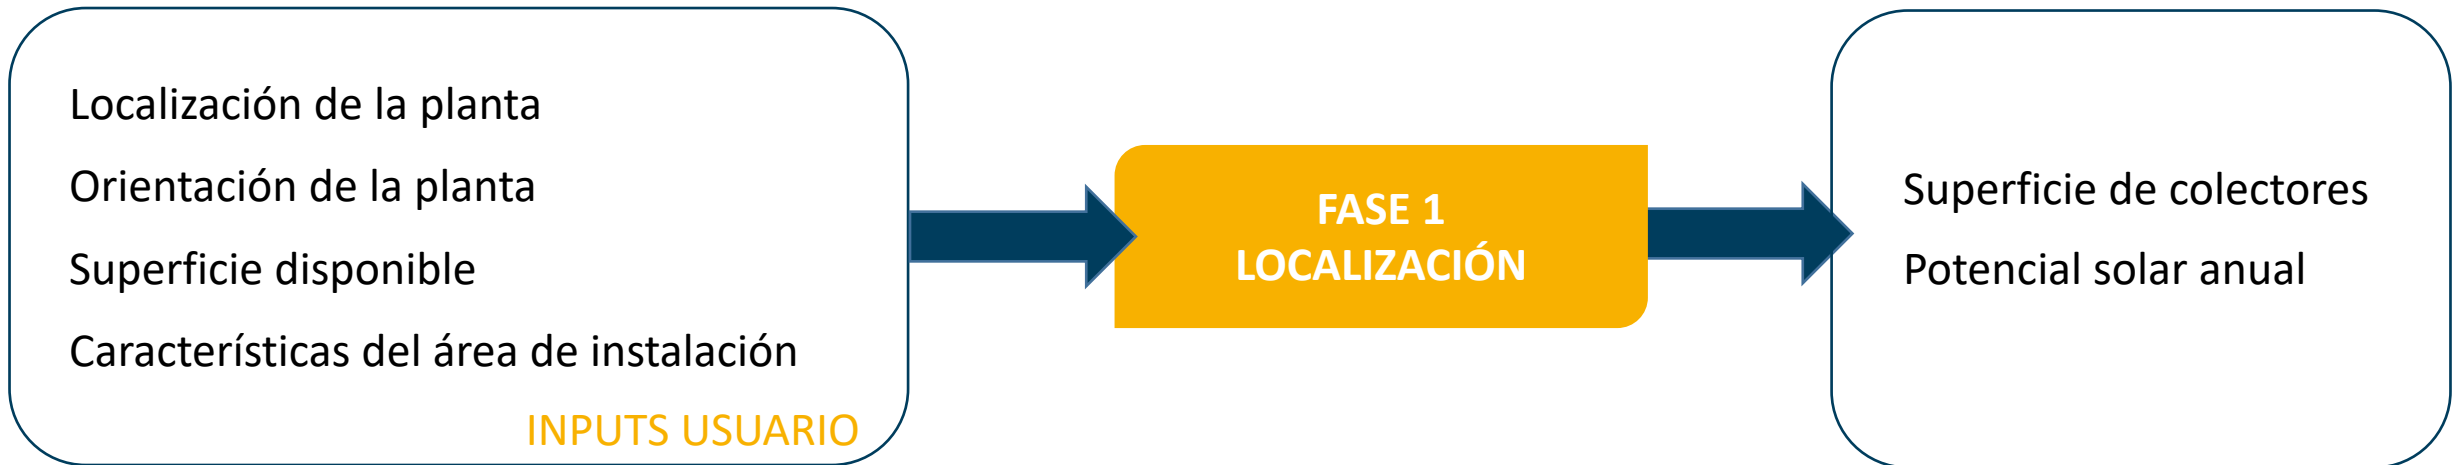 Localización de la planta
Orientación de la planta
Superficie disponible
Características del área de instalación
INPUTS USUARIO
FASE 1
LOCALIZACIÓN
Superficie de colectores
Potencial solar anual